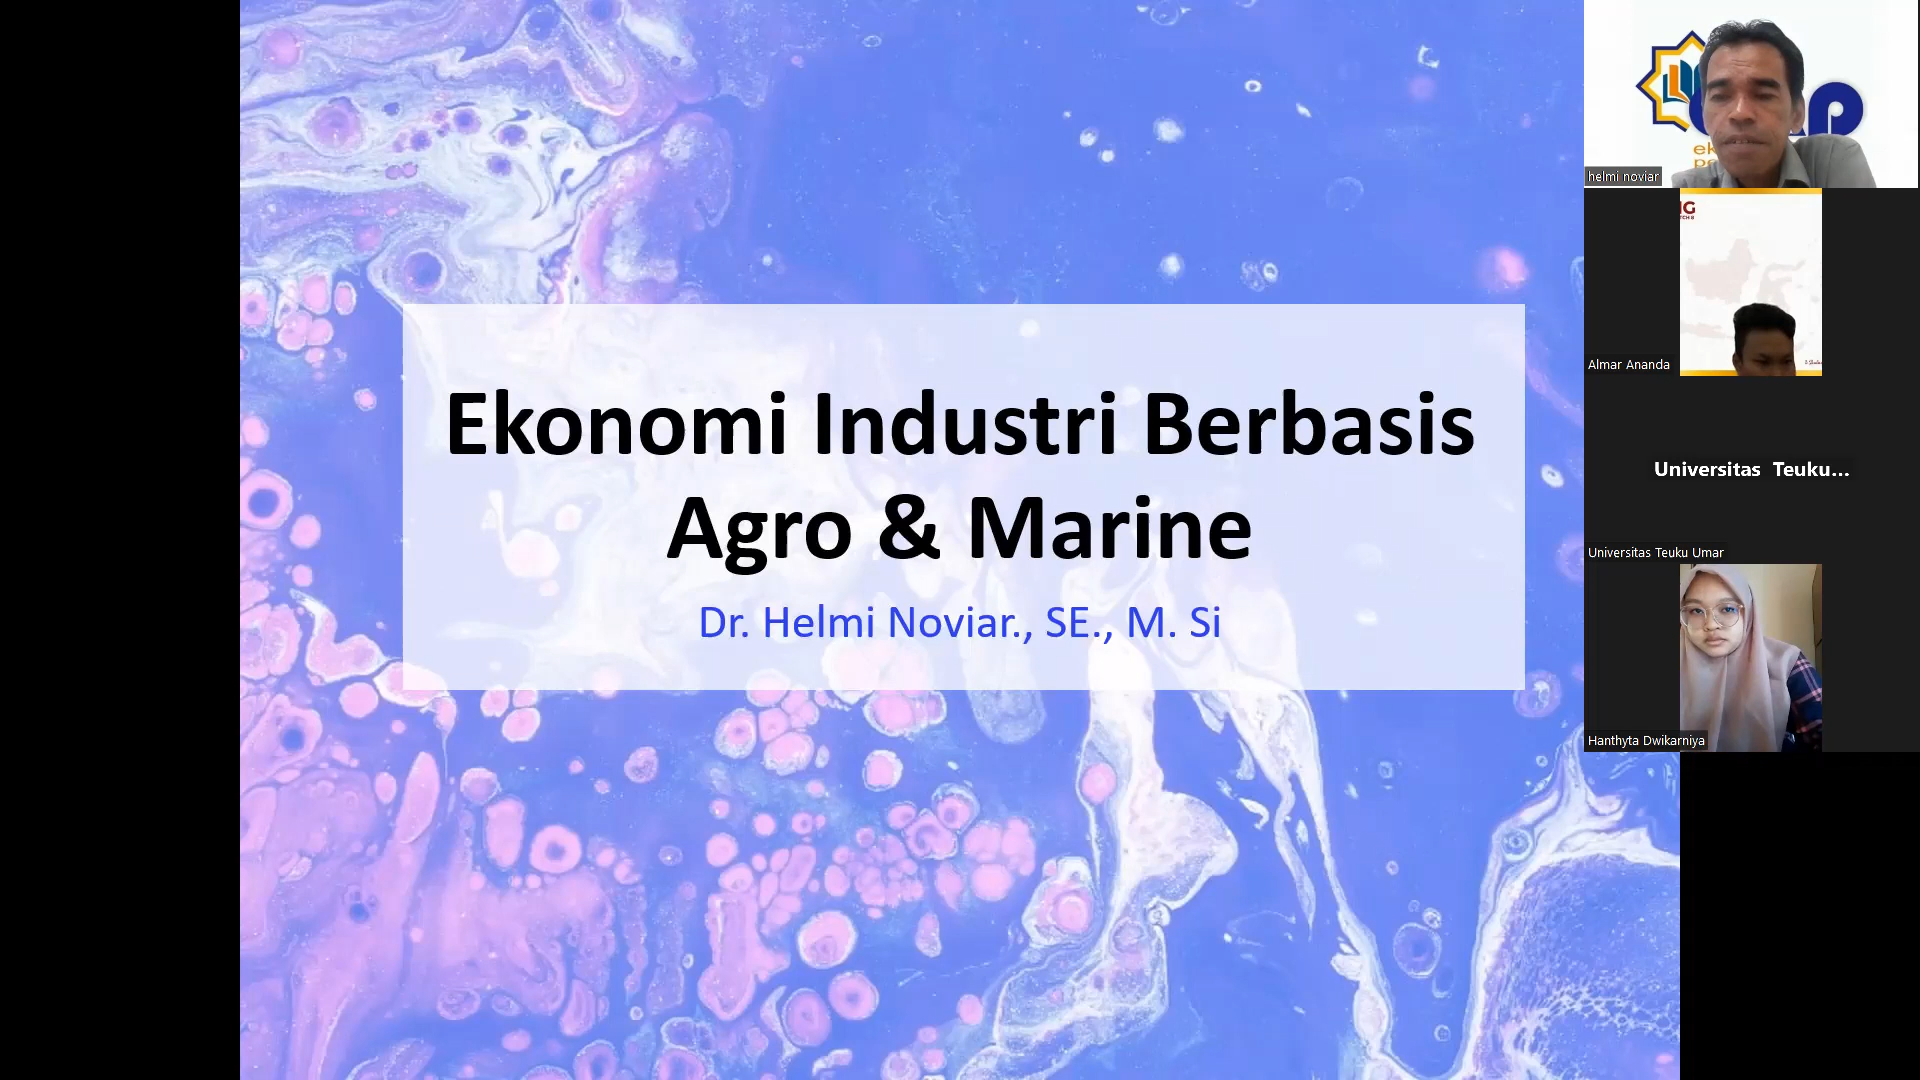 Ekonomi Industri Berbasis
Agro & Marine
Dr. Helmi Noviar., SE., M. Si
helmi noviar
Almar Ananda
Universitas Teuku...
Universitas Teuku Umar
Hanthyta Dwikarniya